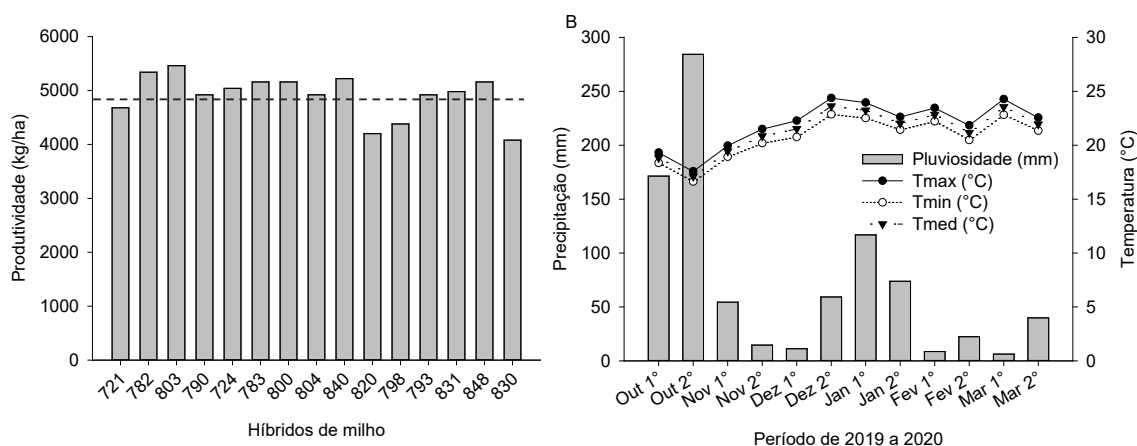 6000
5000
4000
3000
2000
1000
0
Produtividade (kg/ha)
721
782
803
790
724
783
800
804
840
820
798
793
831
848
830
Híbridos de milho
B
300
250
200
150
100
50
0
Precipitação (mm)
30
25
20
15
10
5
0
Temperatura (°C)
Pluviosidade (mm)
Tmax (°C)
Tmin (°C)
Tmed (°C)
Out 1°
Out 2°
Nov 1°
Nov 2°
Dez 1°
Dez 2°
Jan 1°
Jan 2°
Fev 1°
Fev 2°
Mar 1°
Mar 2°
Período de 2019 a 2020